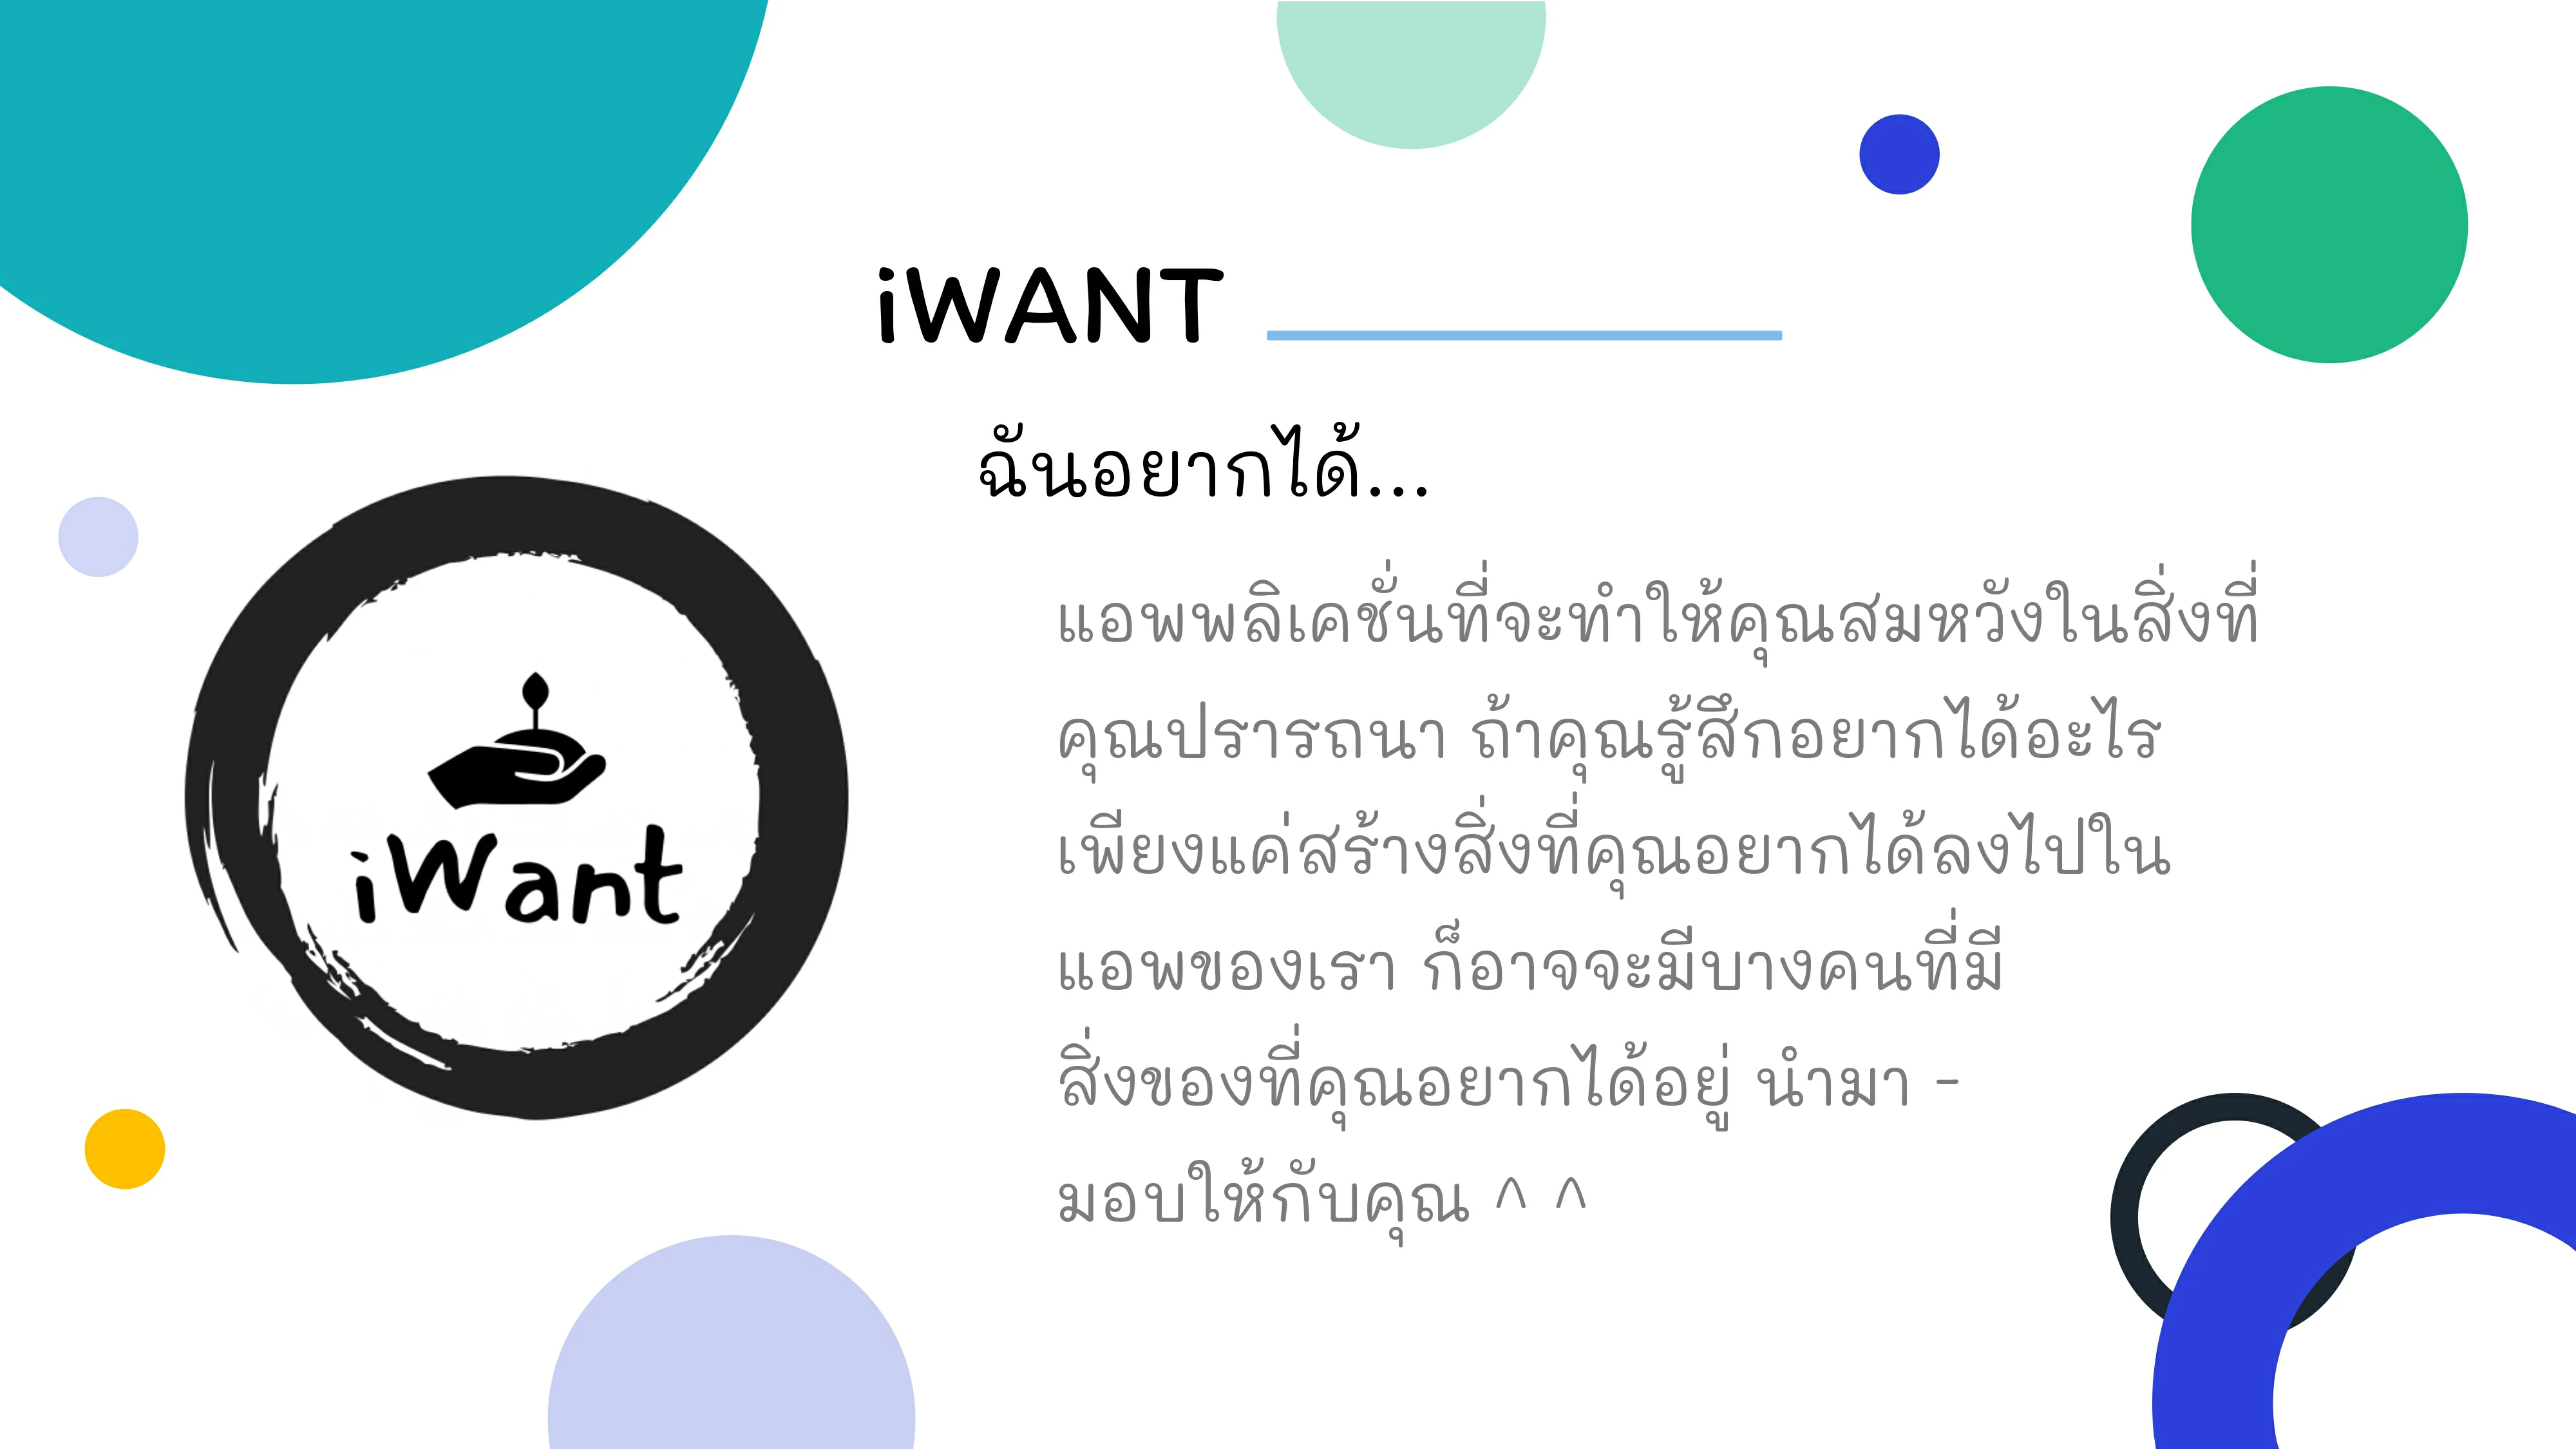 iWANT
ฉันอยากได้...
iWant
แอพพลิเคชั่นที่จะทำให้คุณสมหวังในสิ่งที่
คุณปรารถนา ถ้าคุณรู้สึกอยากได้อะไร
เพียงแค่สร้างสิ่งที่คุณอยากได้ลงไปใน
แอพของเรา ก็อาจจะมีบางคนที่มี
สิ่งของที่คุณอยากได้อยู่ นำมา -
มอบให้กับคุณ ^ ^